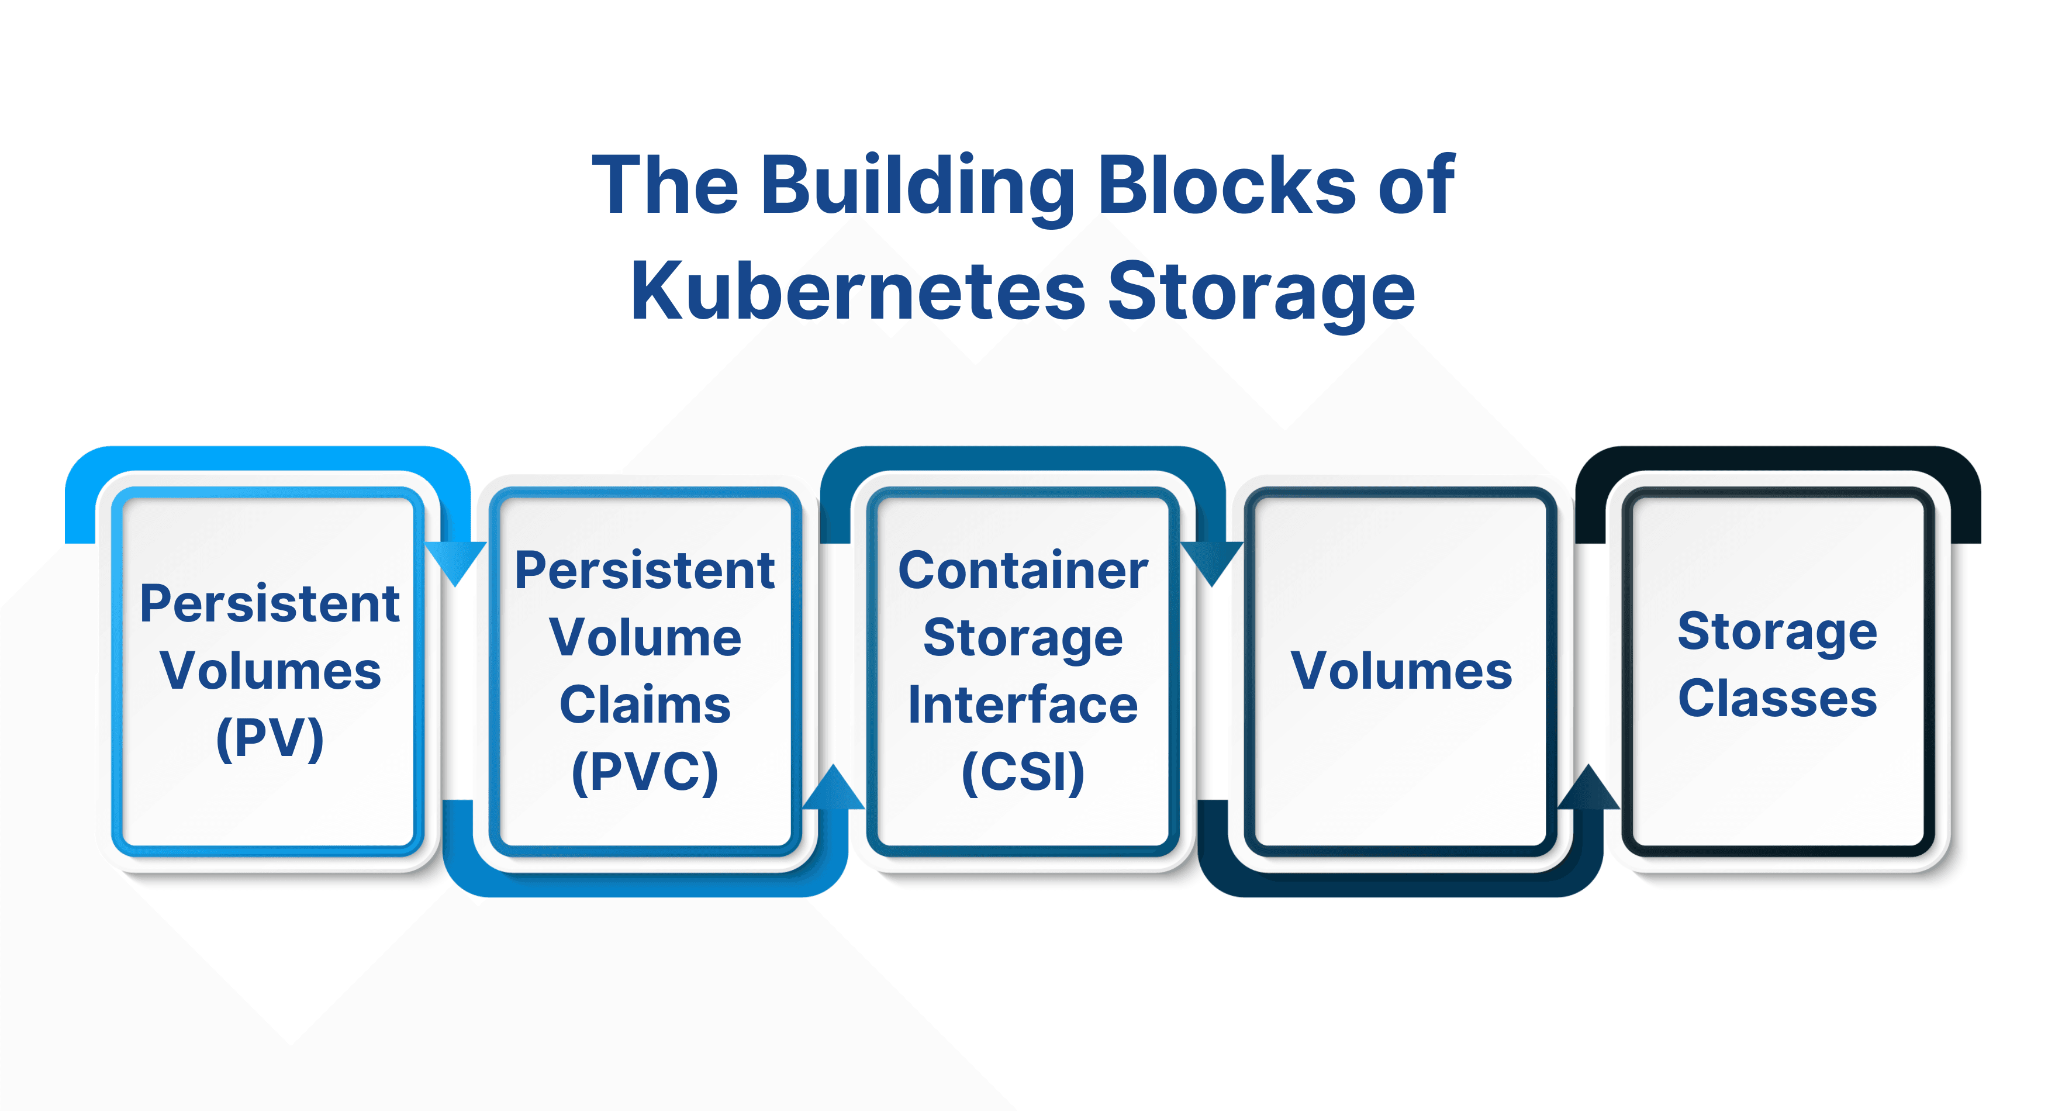 The Building Blocks of
Kubernetes Storage
Persistent
Volumes
(PV)
Persistent
Volume
Claims
(PVC)
Container
Storage
Interface
(CSI)
Volumes
Storage
Classes